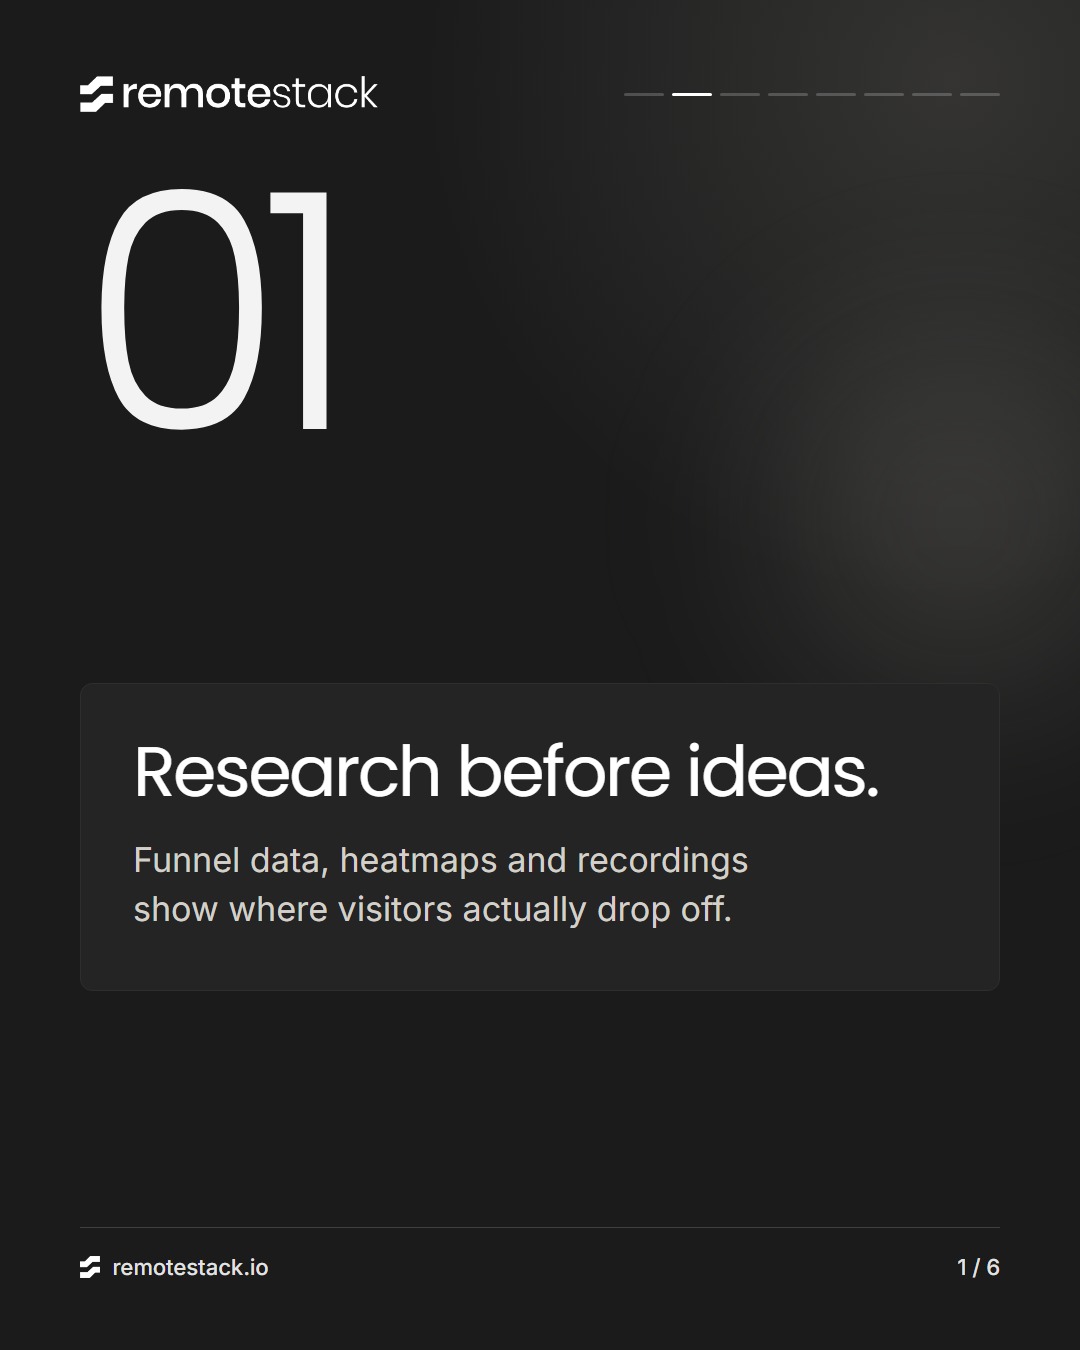 remotestack
01
Research before ideas.
Funnel data, heatmaps and recordings
show where visitors actually drop off.
remotestack.io
1 / 6